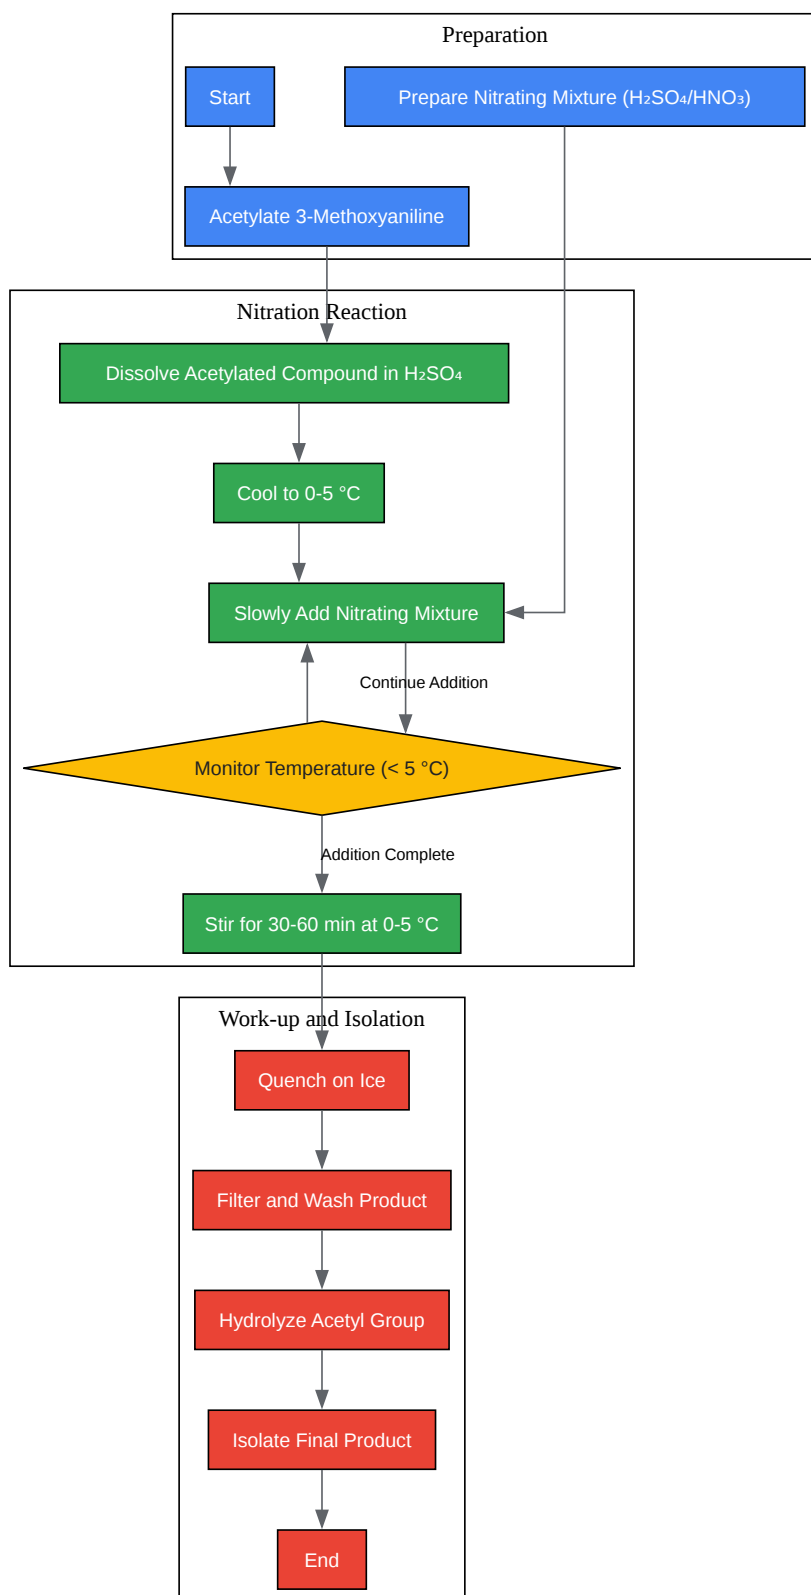 Preparation
Start
Prepare Nitrating Mixture (H₂SO₄/HNO₃)
Acetylate 3-Methoxyaniline
Nitration Reaction
Dissolve Acetylated Compound in H₂SO₄
Cool to 0-5 °C
Slowly Add Nitrating Mixture
Continue Addition
Monitor Temperature (< 5 °C)
Addition Complete
Stir for 30-60 min at 0-5 °C
Work-up and Isolation
Quench on Ice
Filter and Wash Product
Hydrolyze Acetyl Group
Isolate Final Product
End